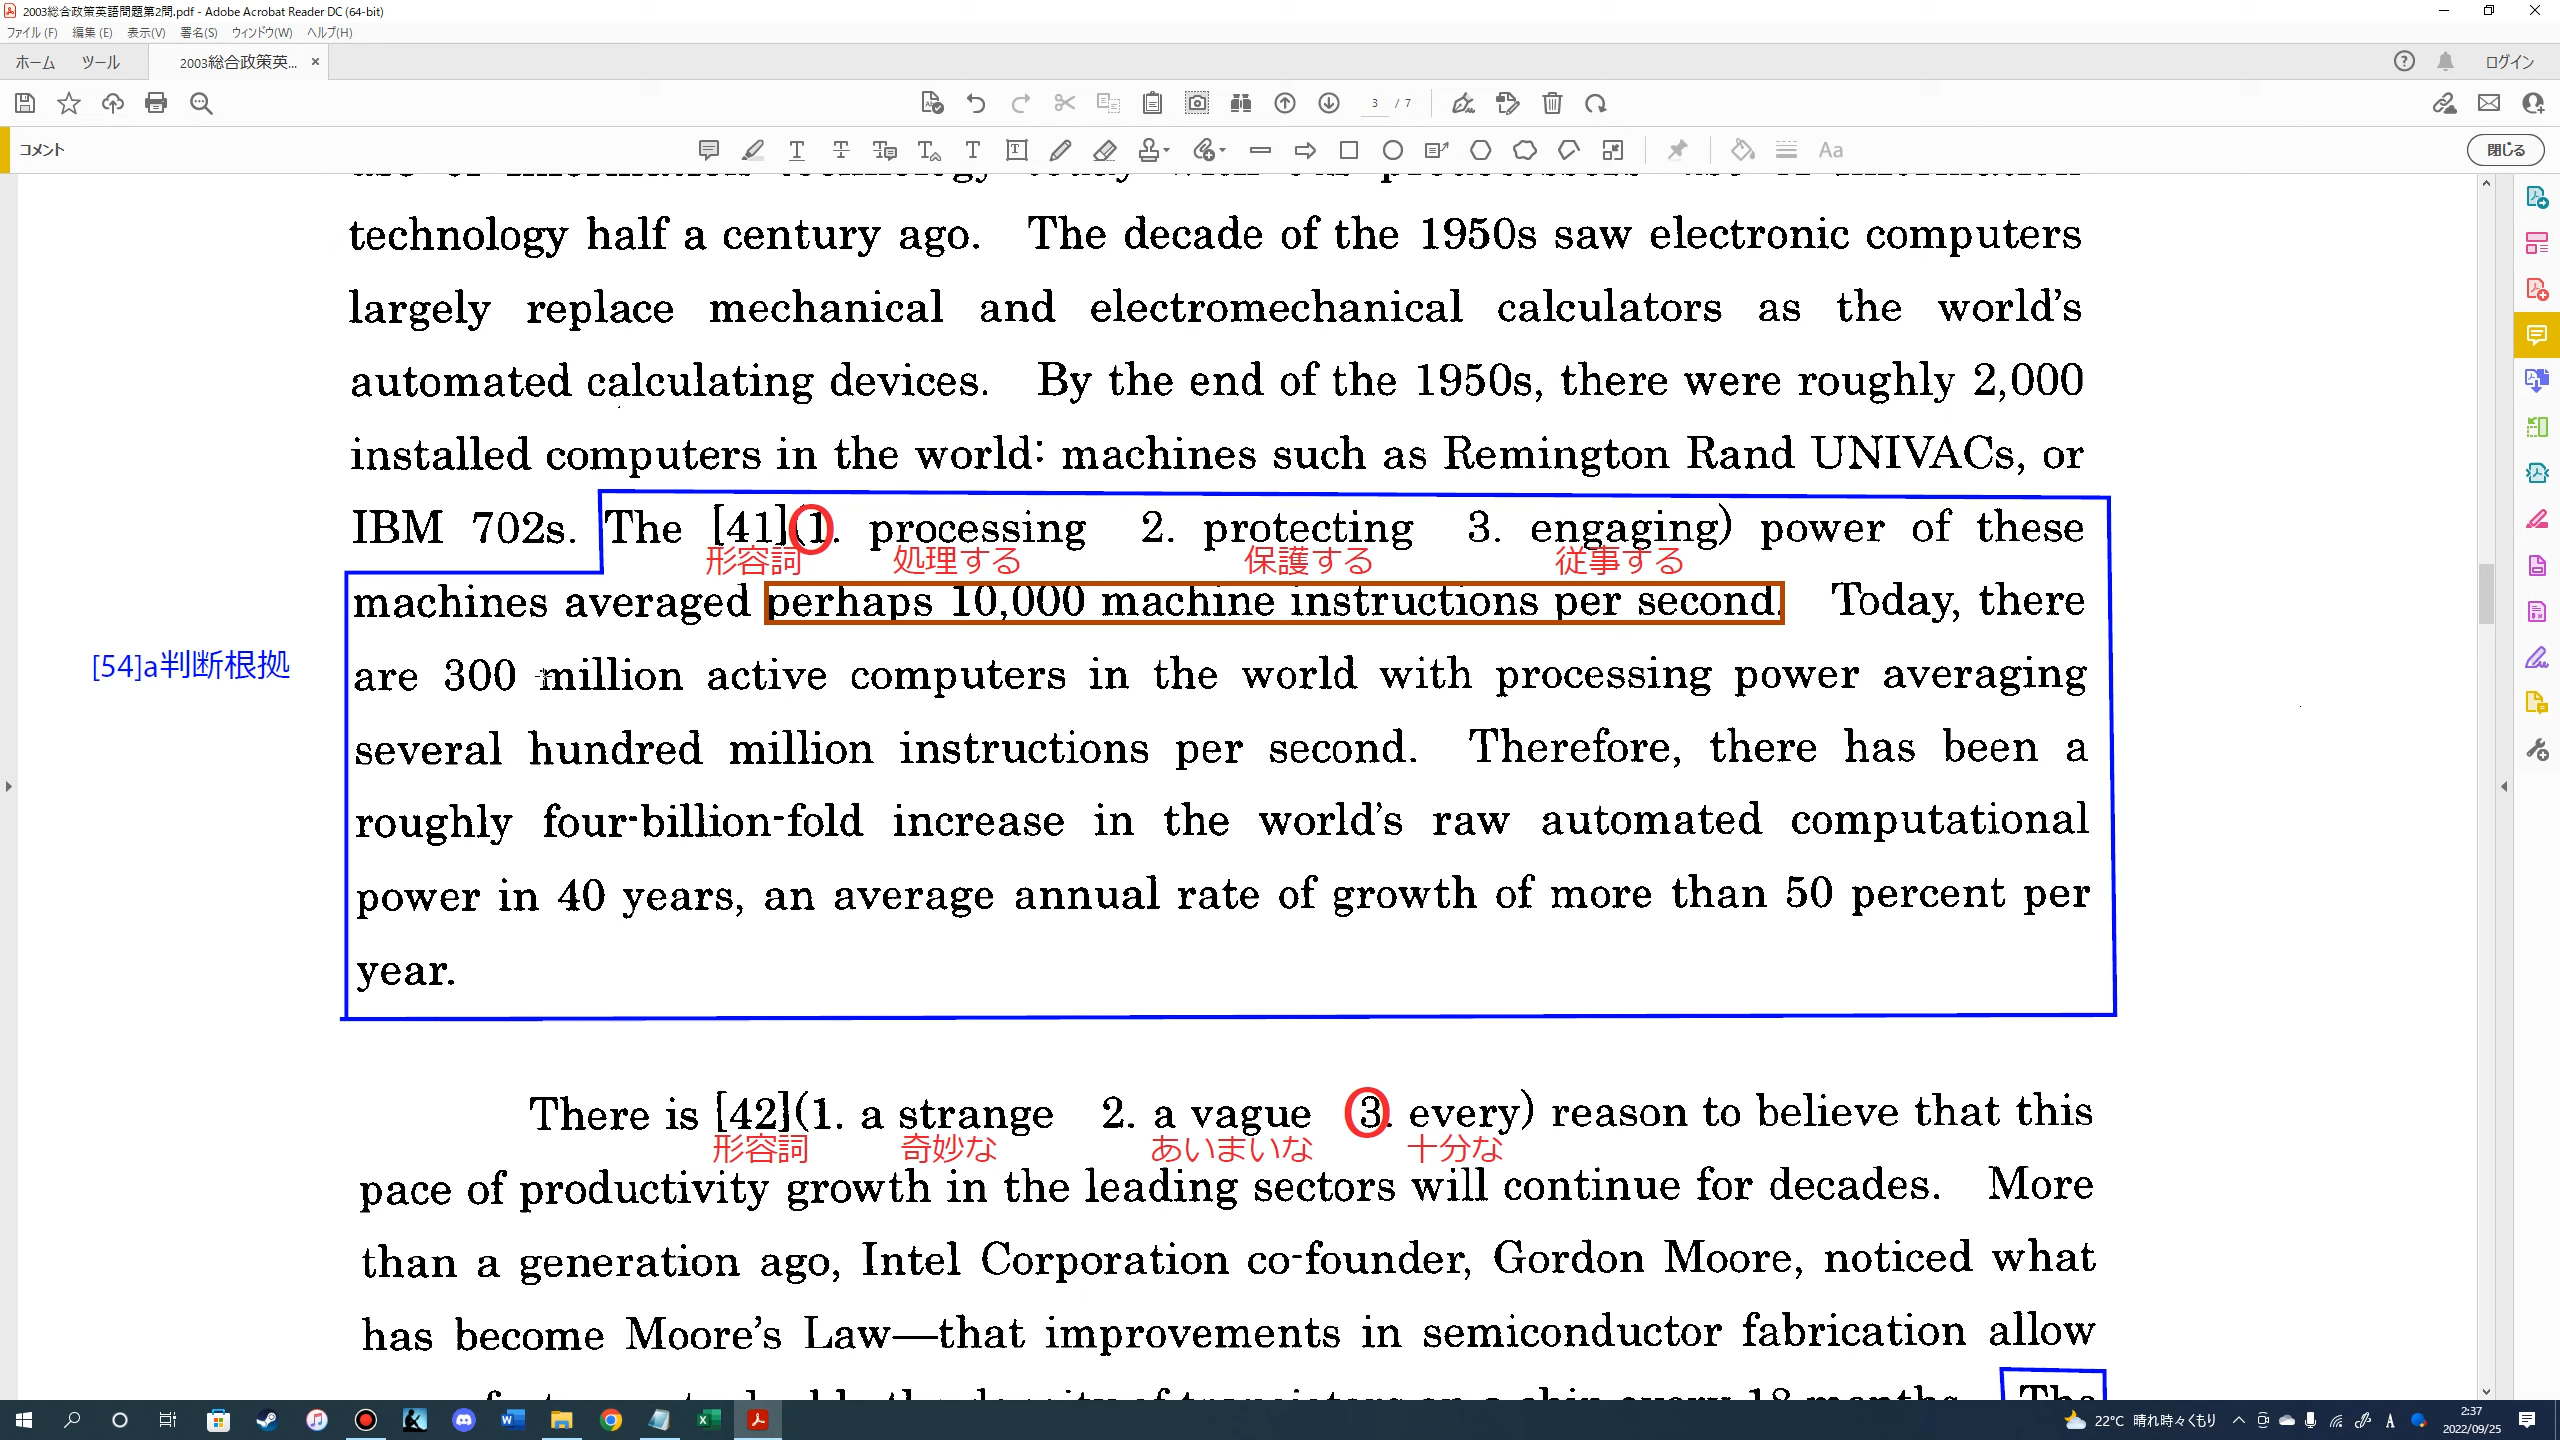 2003総合政策英語問題第2問.pdf - Adobe Acrobat Reader DC (64-bit)
ファイル(F) 編集(E) 表示(V) 署名(S) ウィンドウ(W) ヘルプ(H)
ホーム ツール 2003総合政策英... × ログイン
3 / 7
コメント 閉じる
technology half a century ago. The decade of the 1950s saw electronic computers
largely replace mechanical and electromechanical calculators as the world's
automated calculating devices. By the end of the 1950s, there were roughly 2,000
installed computers in the world: machines such as Remington Rand UNIVACs, or
IBM 702s. The [41](1. processing 2. protecting 3. engaging) power of these
形容詞 処理する 保護する 従事する
machines averaged perhaps 10,000 machine instructions per second. Today, there
[54]a判断根拠
are 300 million active computers in the world with processing power averaging
several hundred million instructions per second. Therefore, there has been a
roughly four-billion-fold increase in the world's raw automated computational
power in 40 years, an average annual rate of growth of more than 50 percent per
year.
There is [42](1. a strange 2. a vague 3. every) reason to believe that this
形容詞 奇妙な あいまいな 十分な
pace of productivity growth in the leading sectors will continue for decades. More
than a generation ago, Intel Corporation co-founder, Gordon Moore, noticed what
has become Moore's Law—that improvements in semiconductor fabrication allow
22°C 晴れ時々くもり A 2:37
2022/09/25